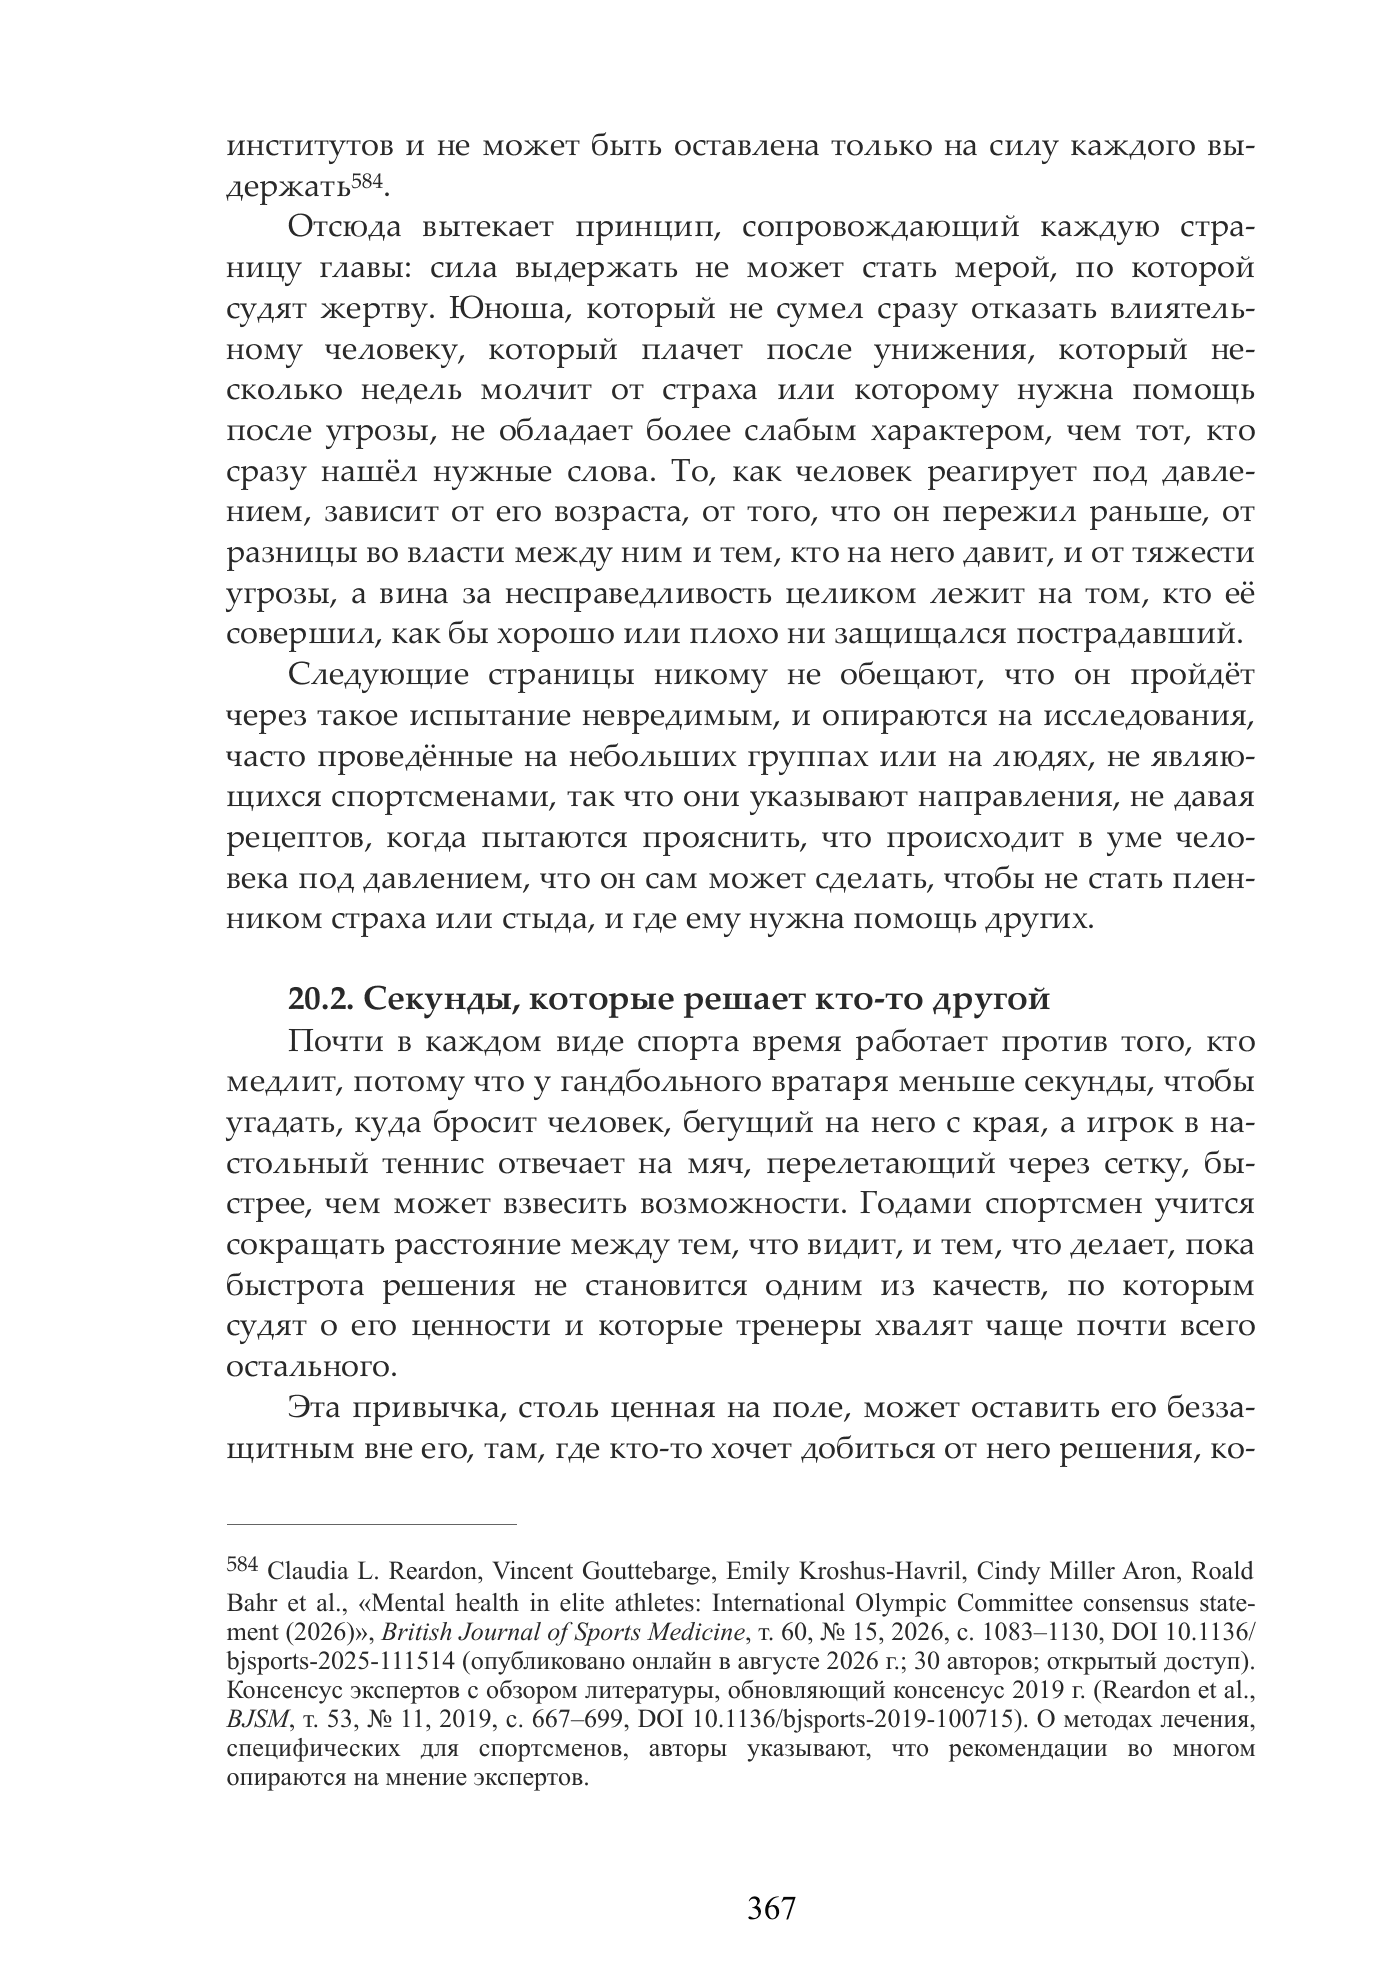 институтов и не может быть оставлена только на силу каждого вы-
держать584.
Отсюда вытекает принцип, сопровождающий каждую стра-
ницу главы: сила выдержать не может стать мерой, по которой
судят жертву. Юноша, который не сумел сразу отказать влиятель-
ному человеку, который плачет после унижения, который не-
сколько недель молчит от страха или которому нужна помощь
после угрозы, не обладает более слабым характером, чем тот, кто
сразу нашёл нужные слова. То, как человек реагирует под давле-
нием, зависит от его возраста, от того, что он пережил раньше, от
разницы во власти между ним и тем, кто на него давит, и от тяжести
угрозы, а вина за несправедливость целиком лежит на том, кто её
совершил, как бы хорошо или плохо ни защищался пострадавший.
Следующие страницы никому не обещают, что он пройдёт
через такое испытание невредимым, и опираются на исследования,
часто проведённые на небольших группах или на людях, не являю-
щихся спортсменами, так что они указывают направления, не давая
рецептов, когда пытаются прояснить, что происходит в уме чело-
века под давлением, что он сам может сделать, чтобы не стать плен-
ником страха или стыда, и где ему нужна помощь других.
20.2. Секунды, которые решает кто-то другой
Почти в каждом виде спорта время работает против того, кто
медлит, потому что у гандбольного вратаря меньше секунды, чтобы
угадать, куда бросит человек, бегущий на него с края, а игрок в на-
стольный теннис отвечает на мяч, перелетающий через сетку, бы-
стрее, чем может взвесить возможности. Годами спортсмен учится
сокращать расстояние между тем, что видит, и тем, что делает, пока
быстрота решения не становится одним из качеств, по которым
судят о его ценности и которые тренеры хвалят чаще почти всего
остального.
Эта привычка, столь ценная на поле, может оставить его безза-
щитным вне его, там, где кто-то хочет добиться от него решения, ко-
584 Claudia L. Reardon, Vincent Gouttebarge, Emily Kroshus-Havril, Cindy Miller Aron, Roald
Bahr et al., «Mental health in elite athletes: International Olympic Committee consensus state-
ment (2026)», British Journal of Sports Medicine, т. 60, № 15, 2026, с. 1083–1130, DOI 10.1136/
bjsports-2025-111514 (опубликовано онлайн в августе 2026 г.; 30 авторов; открытый доступ).
Консенсус экспертов с обзором литературы, обновляющий консенсус 2019 г. (Reardon et al.,
BJSM, т. 53, № 11, 2019, с. 667–699, DOI 10.1136/bjsports-2019-100715). О методах лечения,
специфических для спортсменов, авторы указывают, что рекомендации во многом
опираются на мнение экспертов.
367